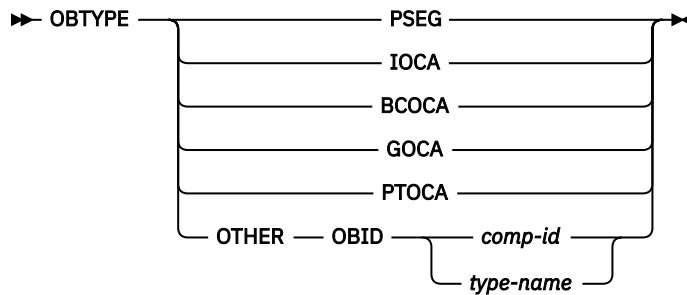 OBTYPE PSEG
IOCA
BCOCA
GOCA
PTOCA
OTHER OBID comp-id
type-name